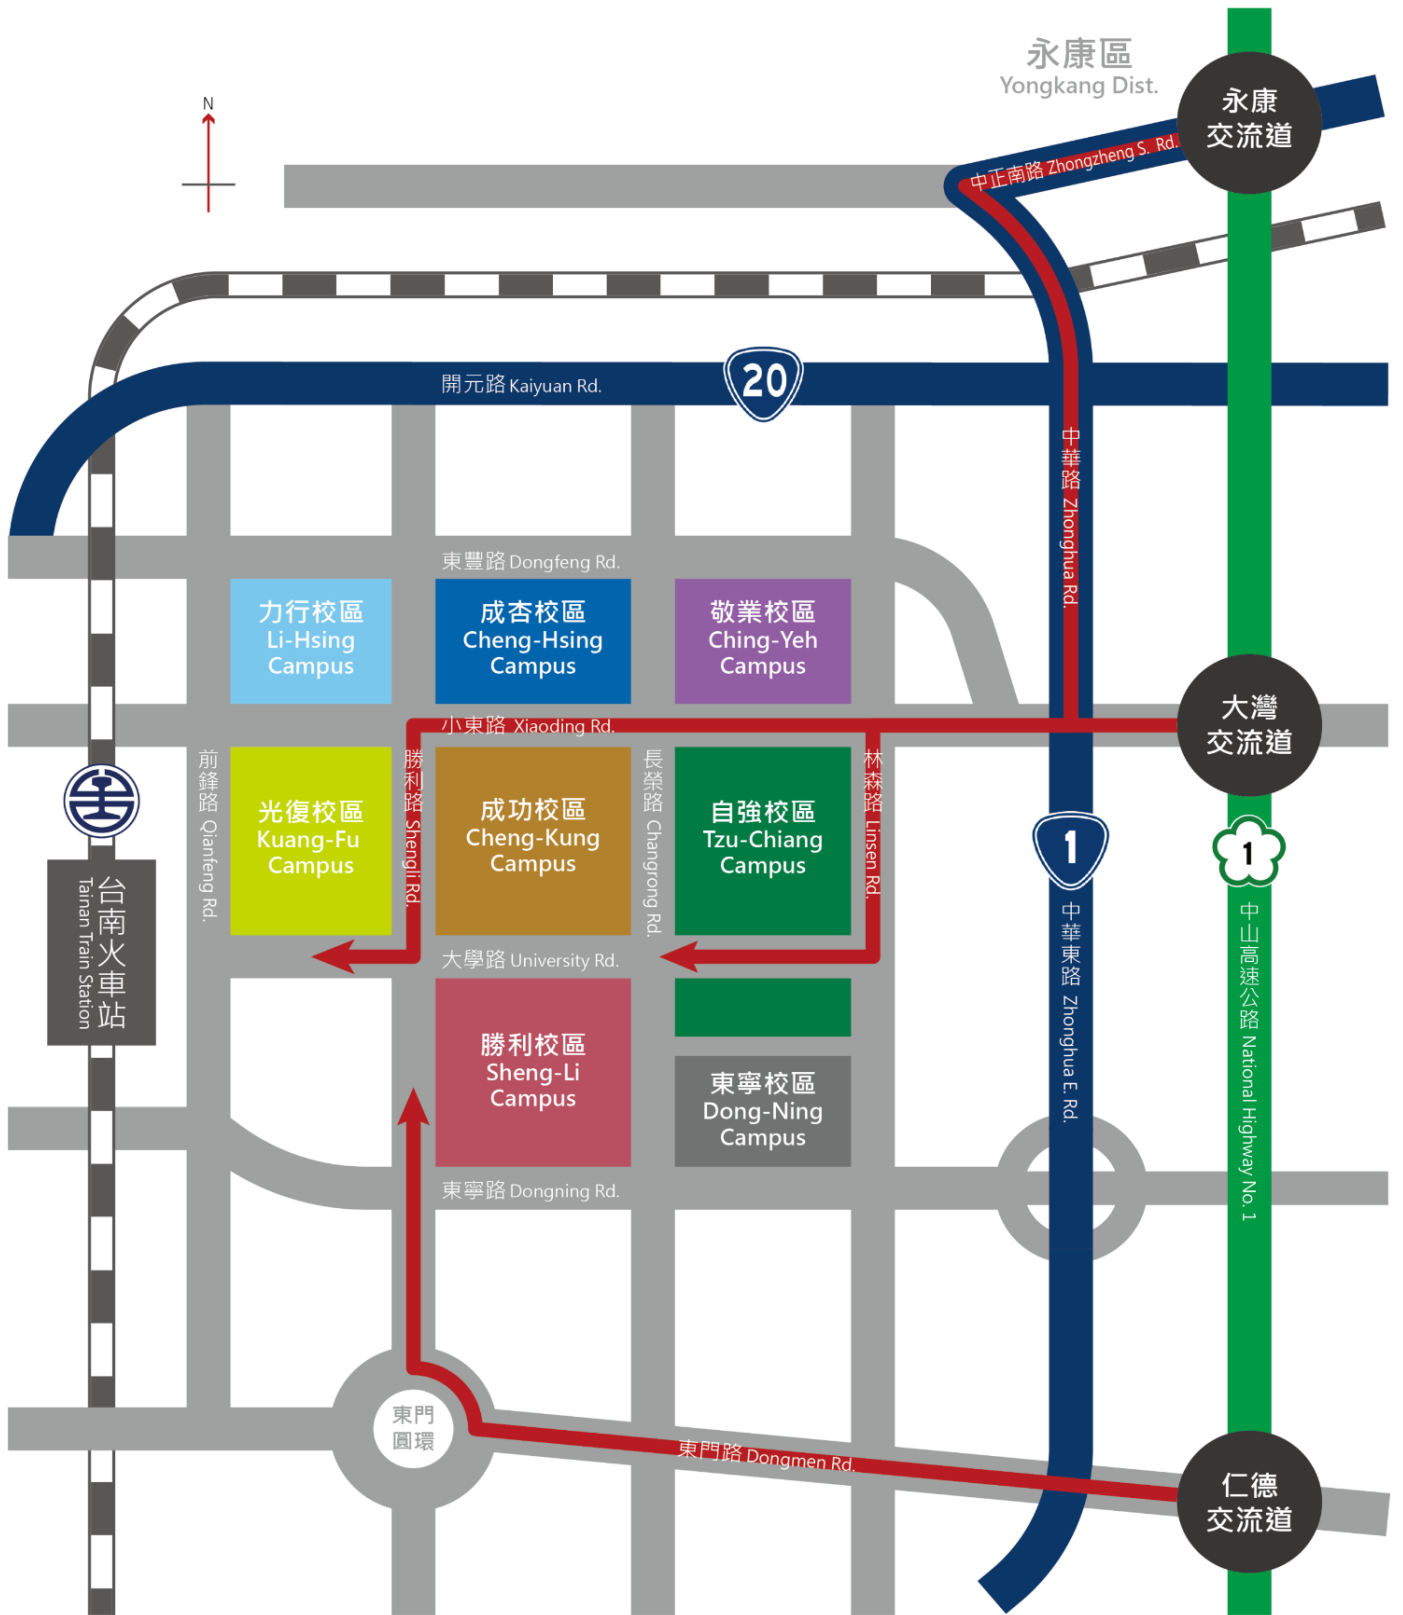 永康區
Yongkang Dist.
永康
交流道
N
中正南路 Zhongzheng S. Rd.
開元路 Kaiyuan Rd.
20
中華路 Zhonghua Rd.
東豐路 Dongfeng Rd.
力行校區
Li-Hsing
Campus
成杏校區
Cheng-Hsing
Campus
敬業校區
Ching-Yeh
Campus
小東路 Xiaoding Rd.
大灣
交流道
前鋒路 Qianfeng Rd.
勝利路 Shengli Rd.
長榮路 Changrong Rd.
林森路 Linsen Rd.
光復校區
Kuang-Fu
Campus
成功校區
Cheng-Kung
Campus
自強校區
Tzu-Chiang
Campus
1
1
台南火車站
Tainan Train Station
中華東路 Zhonghua E. Rd.
中山高速公路 National Highway No. 1
大學路 University Rd.
勝利校區
Sheng-Li
Campus
東寧校區
Dong-Ning
Campus
東寧路 Dongning Rd.
東門
圓環
東門路 Dongmen Rd.
仁德
交流道